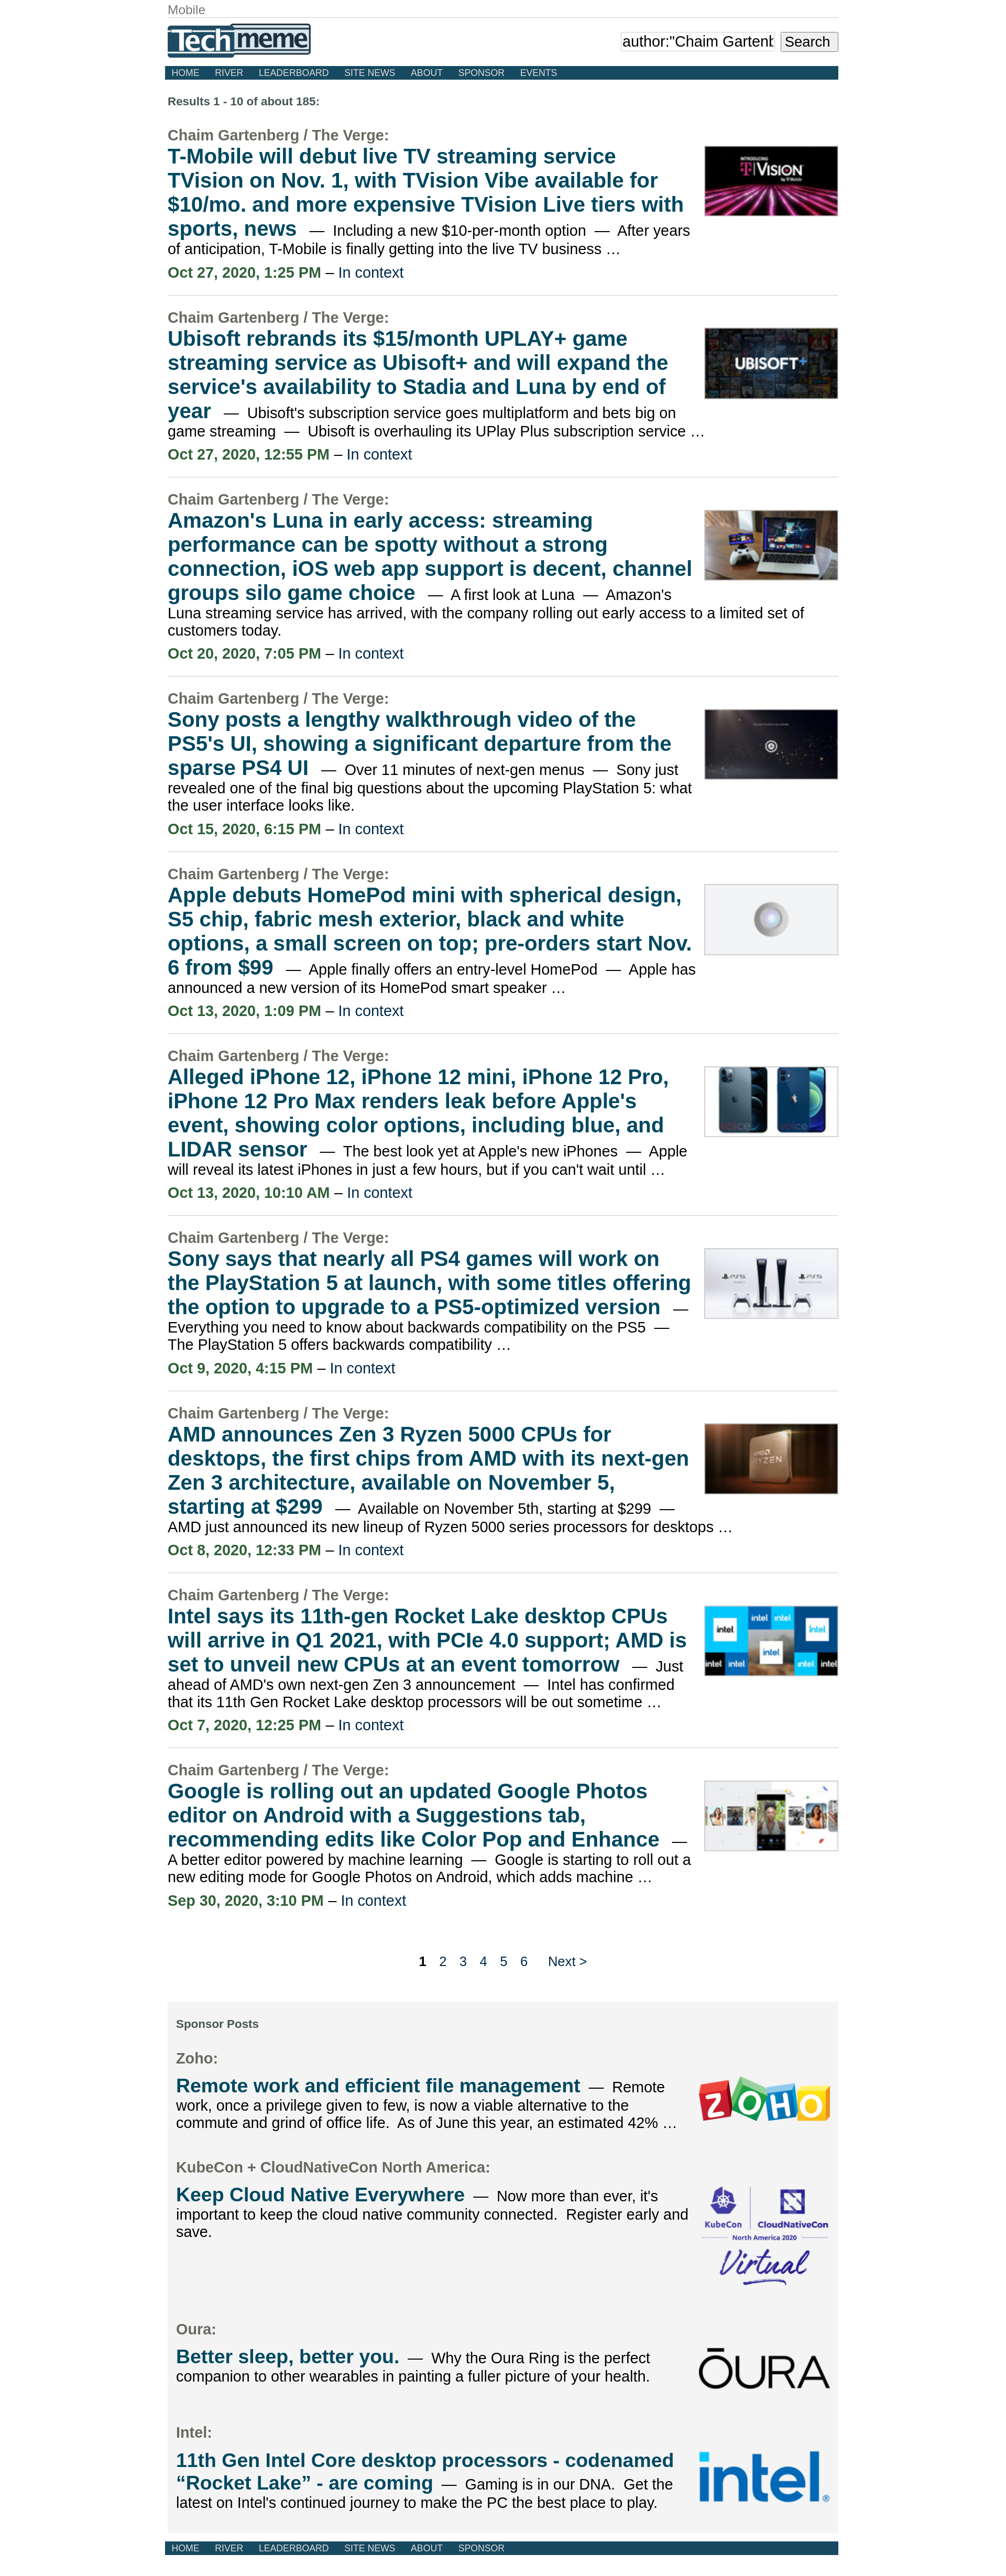 Mobile
Techmeme
author:"Chaim Gartenb
Search
HOME RIVER LEADERBOARD SITE NEWS ABOUT SPONSOR EVENTS
Results 1 - 10 of about 185:
Chaim Gartenberg / The Verge:
T-Mobile will debut live TV streaming service
TVision on Nov. 1, with TVision Vibe available for
$10/mo. and more expensive TVision Live tiers with
sports, news — Including a new $10-per-month option — After years
of anticipation, T-Mobile is finally getting into the live TV business …
Oct 27, 2020, 1:25 PM – In context
INTRODUCING
T VISION
by T Mobile
Chaim Gartenberg / The Verge:
Ubisoft rebrands its $15/month UPLAY+ game
streaming service as Ubisoft+ and will expand the
service's availability to Stadia and Luna by end of
year — Ubisoft's subscription service goes multiplatform and bets big on
game streaming — Ubisoft is overhauling its UPlay Plus subscription service …
Oct 27, 2020, 12:55 PM – In context
UBISOFT+
Chaim Gartenberg / The Verge:
Amazon's Luna in early access: streaming
performance can be spotty without a strong
connection, iOS web app support is decent, channel
groups silo game choice — A first look at Luna — Amazon's
Luna streaming service has arrived, with the company rolling out early access to a limited set of
customers today.
Oct 20, 2020, 7:05 PM – In context
Chaim Gartenberg / The Verge:
Sony posts a lengthy walkthrough video of the
PS5's UI, showing a significant departure from the
sparse PS4 UI — Over 11 minutes of next-gen menus — Sony just
revealed one of the final big questions about the upcoming PlayStation 5: what
the user interface looks like.
Oct 15, 2020, 6:15 PM – In context
Chaim Gartenberg / The Verge:
Apple debuts HomePod mini with spherical design,
S5 chip, fabric mesh exterior, black and white
options, a small screen on top; pre-orders start Nov.
6 from $99 — Apple finally offers an entry-level HomePod — Apple has
announced a new version of its HomePod smart speaker …
Oct 13, 2020, 1:09 PM – In context
Chaim Gartenberg / The Verge:
Alleged iPhone 12, iPhone 12 mini, iPhone 12 Pro,
iPhone 12 Pro Max renders leak before Apple's
event, showing color options, including blue, and
LIDAR sensor — The best look yet at Apple's new iPhones — Apple
will reveal its latest iPhones in just a few hours, but if you can't wait until …
Oct 13, 2020, 10:10 AM – In context
Chaim Gartenberg / The Verge:
Sony says that nearly all PS4 games will work on
the PlayStation 5 at launch, with some titles offering
the option to upgrade to a PS5-optimized version —
Everything you need to know about backwards compatibility on the PS5 —
The PlayStation 5 offers backwards compatibility …
Oct 9, 2020, 4:15 PM – In context
PS5 PS5
Chaim Gartenberg / The Verge:
AMD announces Zen 3 Ryzen 5000 CPUs for
desktops, the first chips from AMD with its next-gen
Zen 3 architecture, available on November 5,
starting at $299 — Available on November 5th, starting at $299 —
AMD just announced its new lineup of Ryzen 5000 series processors for desktops …
Oct 8, 2020, 12:33 PM – In context
AMD
RYZEN
Chaim Gartenberg / The Verge:
Intel says its 11th-gen Rocket Lake desktop CPUs
will arrive in Q1 2021, with PCIe 4.0 support; AMD is
set to unveil new CPUs at an event tomorrow — Just
ahead of AMD's own next-gen Zen 3 announcement — Intel has confirmed
that its 11th Gen Rocket Lake desktop processors will be out sometime …
Oct 7, 2020, 12:25 PM – In context
intel intel intel intel
intel
intel intel intel intel
Chaim Gartenberg / The Verge:
Google is rolling out an updated Google Photos
editor on Android with a Suggestions tab,
recommending edits like Color Pop and Enhance —
A better editor powered by machine learning — Google is starting to roll out a
new editing mode for Google Photos on Android, which adds machine …
Sep 30, 2020, 3:10 PM – In context
1 2 3 4 5 6 Next >
Sponsor Posts
Zoho:
Remote work and efficient file management — Remote
work, once a privilege given to few, is now a viable alternative to the
commute and grind of office life. As of June this year, an estimated 42% …
ZOHO
KubeCon + CloudNativeCon North America:
Keep Cloud Native Everywhere — Now more than ever, it's
important to keep the cloud native community connected. Register early and
save.
KubeCon CloudNativeCon
North America 2020
Virtual
Oura:
Better sleep, better you. — Why the Oura Ring is the perfect
companion to other wearables in painting a fuller picture of your health.
ŌURA
Intel:
11th Gen Intel Core desktop processors - codenamed
“Rocket Lake” - are coming — Gaming is in our DNA. Get the
latest on Intel's continued journey to make the PC the best place to play.
intel®
HOME RIVER LEADERBOARD SITE NEWS ABOUT SPONSOR